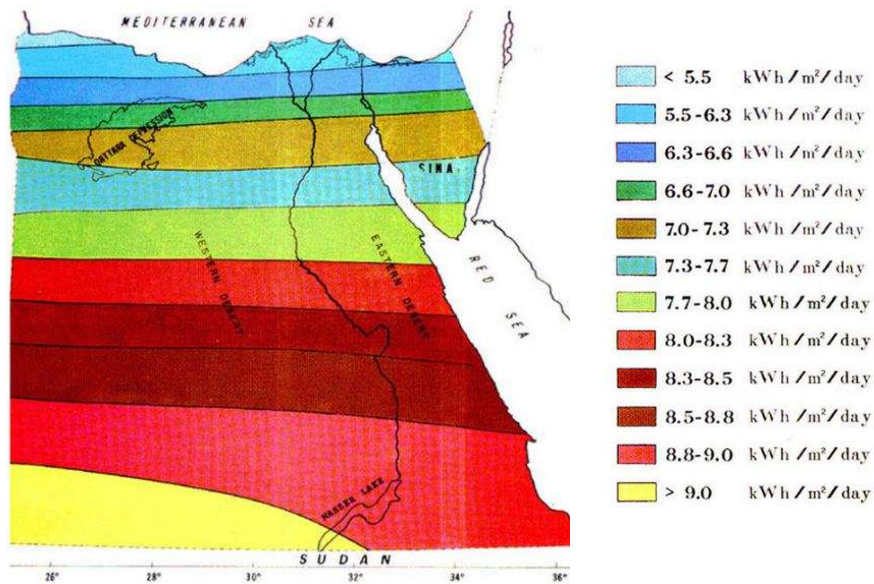 MEDITERRANEAN SEA
QATTARA DEPRESSION
SINA
WESTERN DESERT
EASTERN DESERT
RED SEA
NASSER LAKE
SUDAN
26° 28° 30° 32° 34° 36°
< 5.5 kWh/m²/day
5.5-6.3 kWh/m²/day
6.3-6.6 kWh/m²/day
6.6-7.0 kWh/m²/day
7.0-7.3 kWh/m²/day
7.3-7.7 kWh/m²/day
7.7-8.0 kWh/m²/day
8.0-8.3 kWh/m²/day
8.3-8.5 kWh/m²/day
8.5-8.8 kWh/m²/day
8.8-9.0 kWh/m²/day
> 9.0 kWh/m²/day